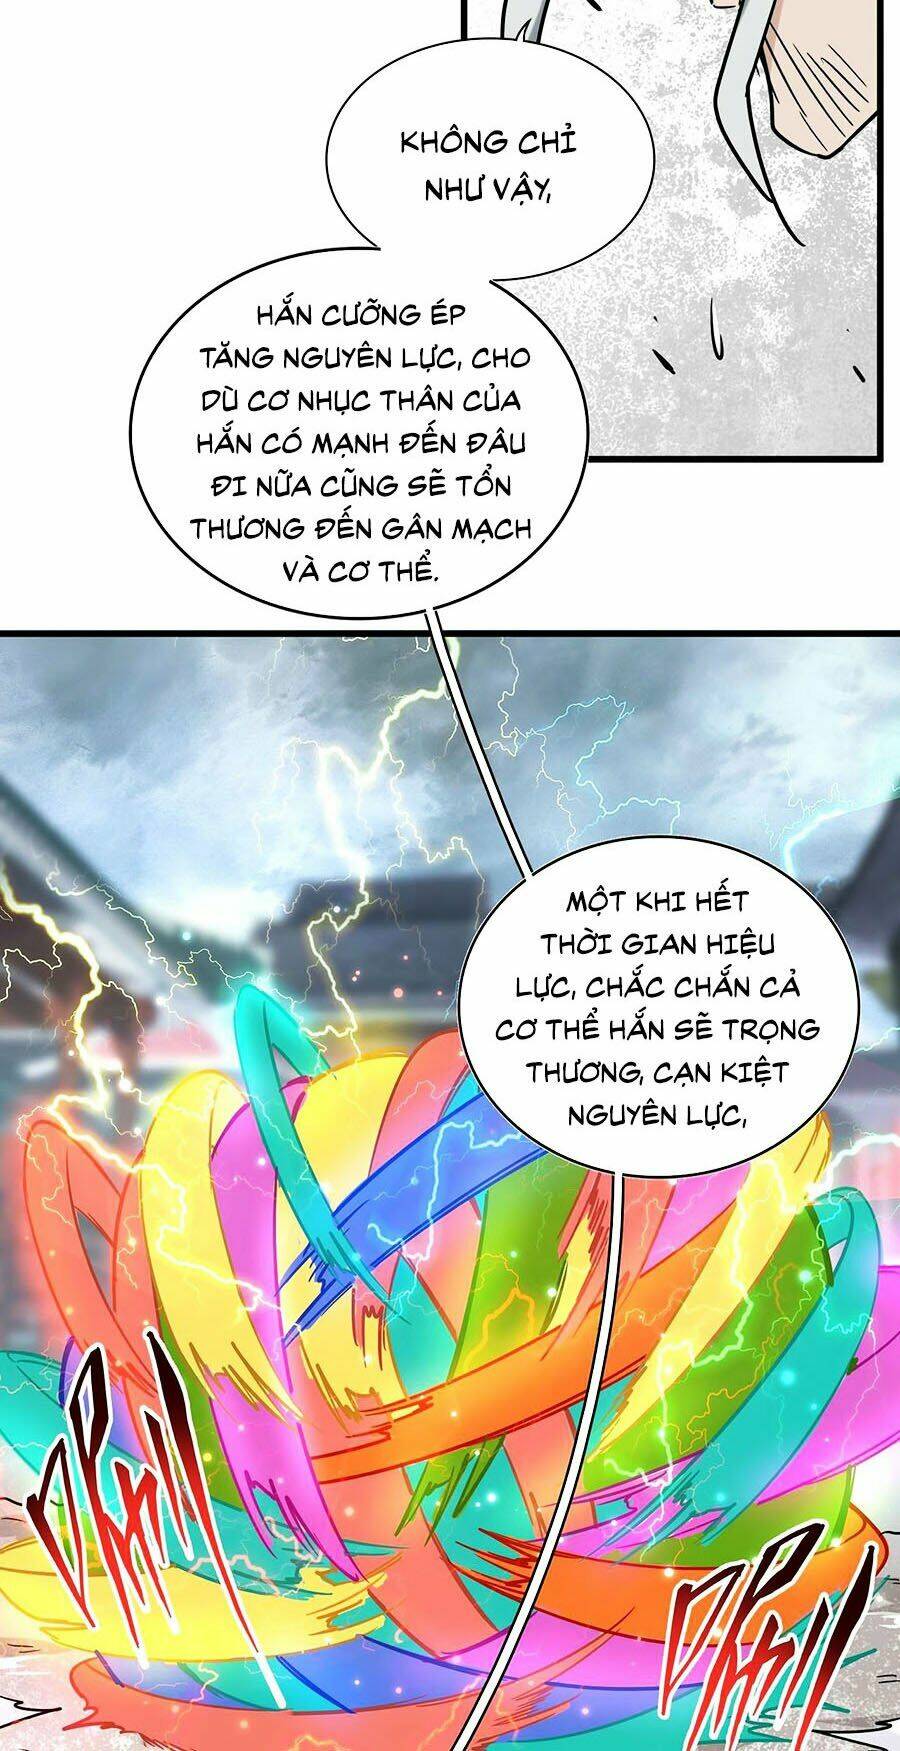 KHÔNG CHỈ
NHƯ VẬY,
HẮN CƯỠNG ÉP
TĂNG NGUYÊN LỰC, CHO
DÙ CƠ NHỤC THÂN CỦA
HẮN CÓ MẠNH ĐẾN ĐÂU
ĐI NỮA CŨNG SẼ TỔN
THƯƠNG ĐẾN GÂN MẠCH
VÀ CƠ THỂ.
MỘT KHI HẾT
THỜI GIAN HIỆU
LỰC, CHẮC CHẮN CẢ
CƠ THỂ HẮN SẼ TRỌNG
THƯƠNG, CẠN KIỆT
NGUYÊN LỰC,